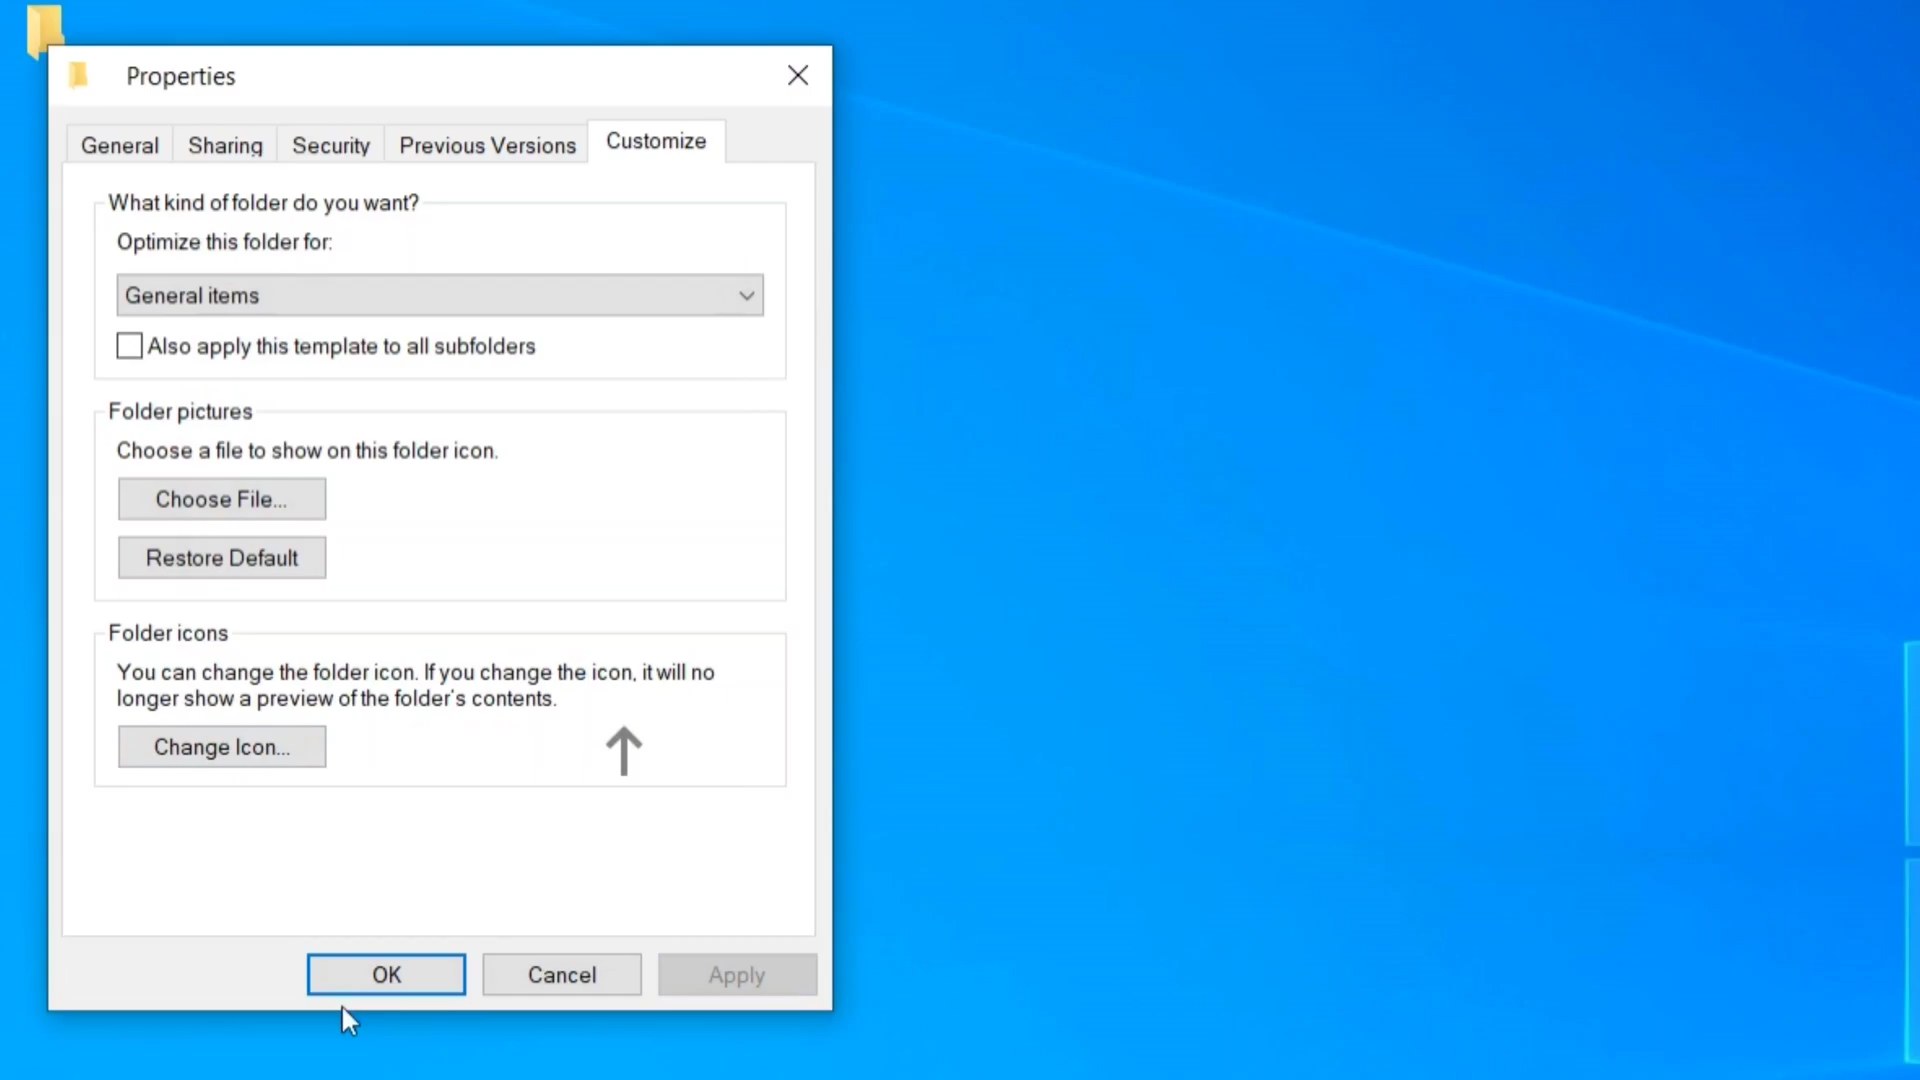 Properties
General
Sharing
Security
Previous Versions
Customize
What kind of folder do you want?
Optimize this folder for:
General items
Also apply this template to all subfolders
Folder pictures
Choose a file to show on this folder icon.
Choose File...
Restore Default
Folder icons
You can change the folder icon. If you change the icon, it will no
longer show a preview of the folder's contents.
Change Icon...
OK
Cancel
Apply